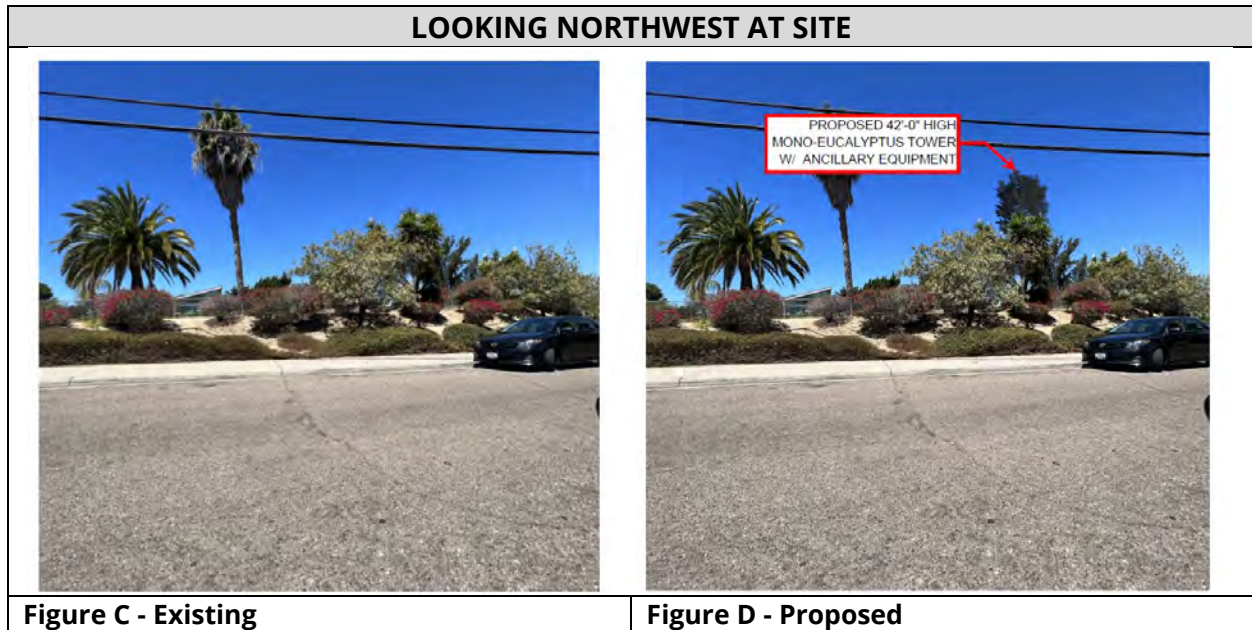 LOOKING NORTHWEST AT SITE
PROPOSED 42'-0" HIGH
MONO-EUCALYPTUS TOWER
W/ ANCILLARY EQUIPMENT
Figure C - Existing
Figure D - Proposed